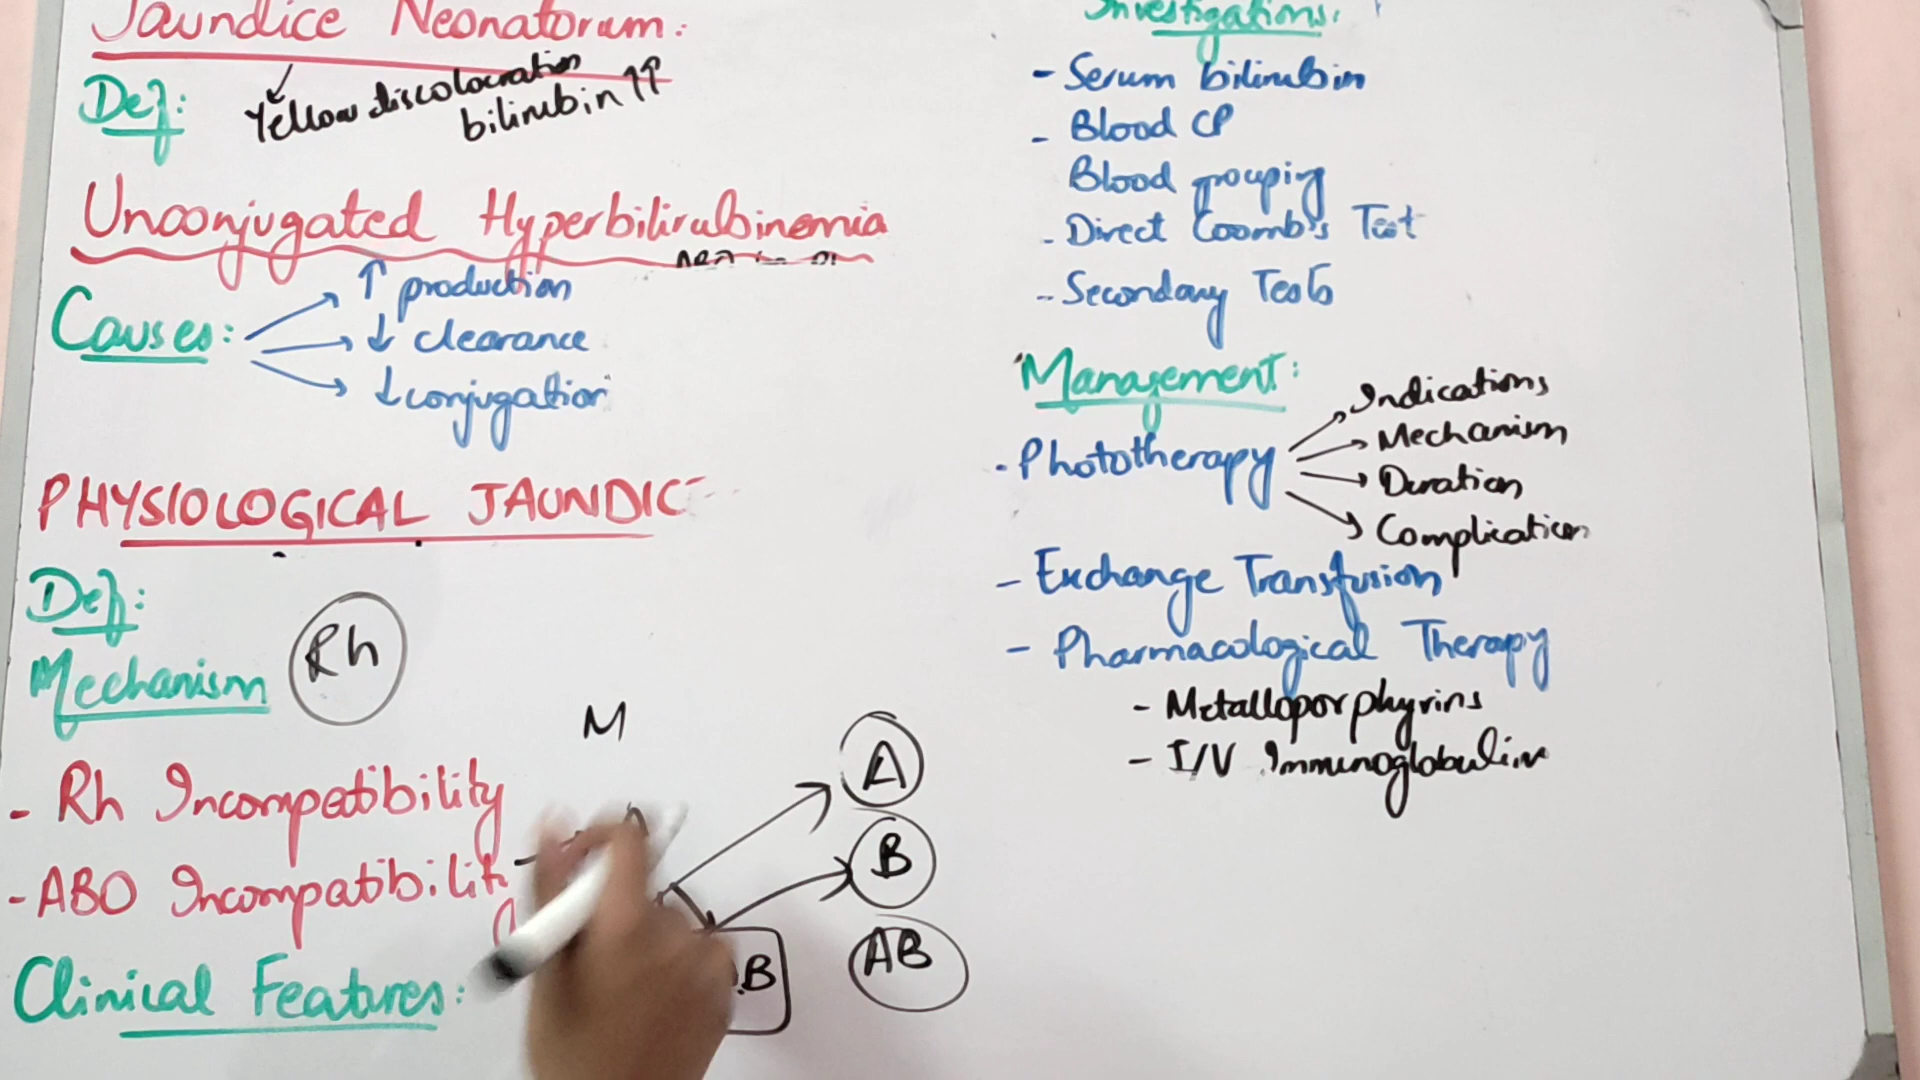 Jaundice Neonatorum:
Def:
Yellow discolouration
bilirubin ↑↑
Unconjugated Hyperbilirubinemia
Causes:
↑ production
↓ clearance
↓ conjugation
PHYSIOLOGICAL JAUNDIC
Def:
Mechanism
Rh
- Rh Incompatibility
- ABO Incompatibilit
Clinical Features:
M
A
B
AB
B
Investigations:
- Serum bilirubin
- Blood CP
Blood grouping
- Direct Coomb's Test
- Secondary Tests
Management:
- Phototherapy
Indications
Mechanism
Duration
Complication
- Exchange Transfusion
- Pharmacological Therapy
- Metalloporphyrins
- I/V Immunoglobulin